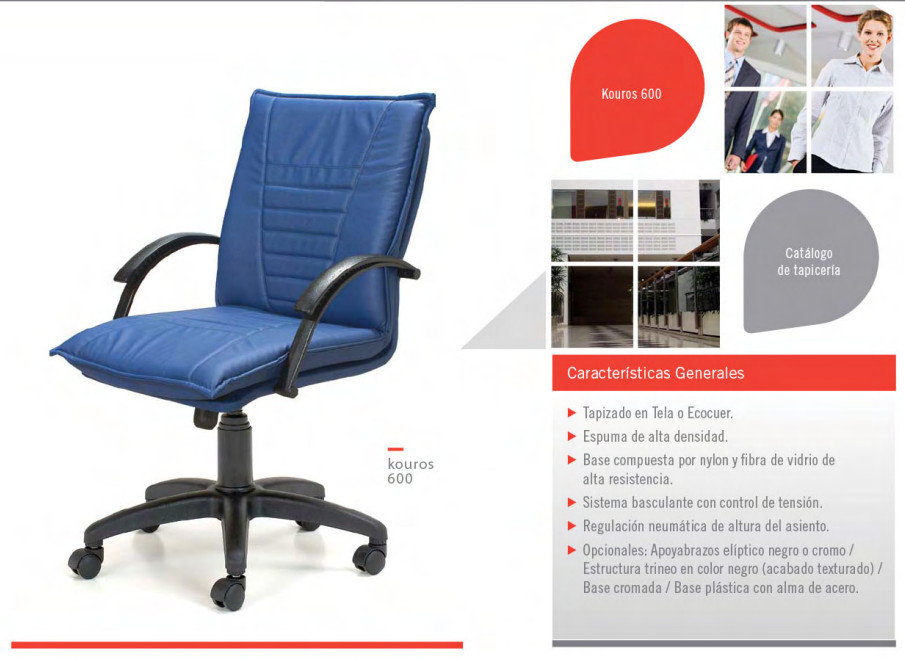 Kouros 600
Catálogo
de tapicería
kouros
600
Características Generales
Tapizado en Tela o Ecocuer.
Espuma de alta densidad.
Base compuesta por nylon y fibra de vidrio de
alta resistencia.
Sistema basculante con control de tensión.
Regulación neumática de altura del asiento.
Opcionales: Apoyabrazos elíptico negro o cromo /
Estructura trineo en color negro (acabado texturado) /
Base cromada / Base plástica con alma de acero.